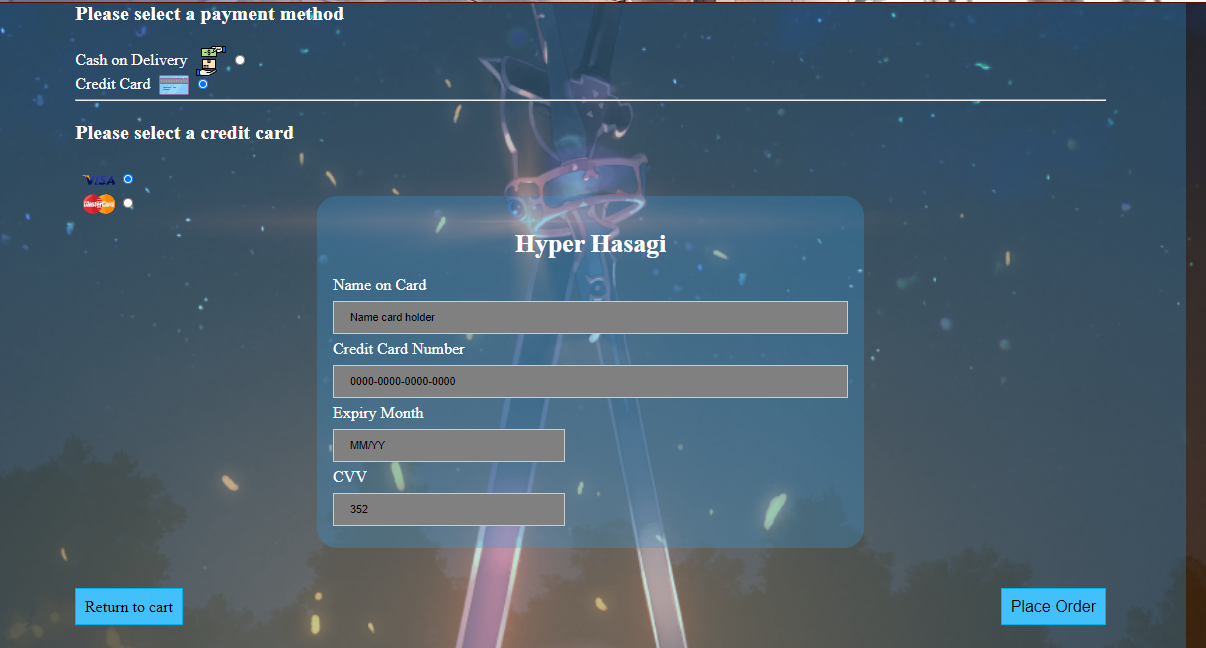 Please select a payment method
Cash on Delivery
Credit Card
Please select a credit card
VISA
MasterCard
Hyper Hasagi
Name on Card
Name card holder
Credit Card Number
0000-0000-0000-0000
Expiry Month
MM/YY
CVV
352
Return to cart
Place Order